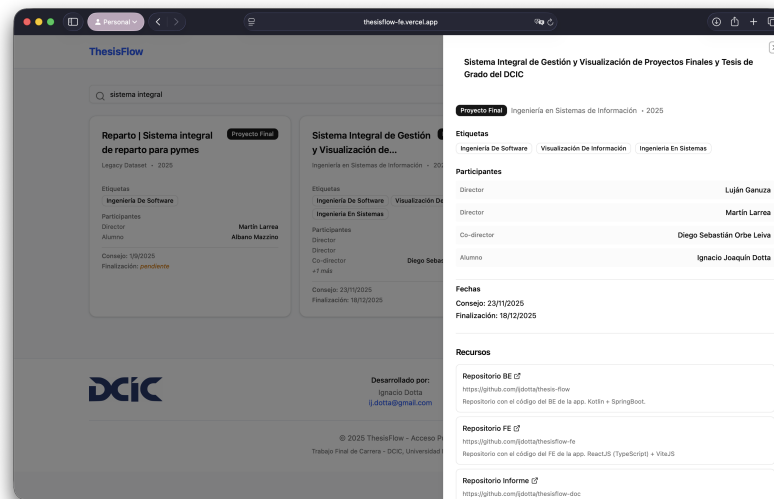 Personal
thesisflow-fe.vercel.app
ThesisFlow
sistema integral
Reparto | Sistema integral
de reparto para pymes
Proyecto Final
Legacy Dataset • 2025
Etiquetas
Ingeniería De Software
Participantes
Director Martín Larrea
Alumno Albano Mazzino
Consejo: 1/9/2025
Finalización: pendiente
Sistema Integral de Gestión
y Visualización de...
Ingeniería en Sistemas de Información • 202
Etiquetas
Ingeniería De Software Visualización De
Ingeniería En Sistemas
Participantes
Director
Director
Co-director Diego Sebas
+1 más
Consejo: 23/11/2025
Finalización: 18/12/2025
DCIC
Desarrollado por:
Ignacio Dotta
ij.dotta@gmail.com
© 2025 ThesisFlow - Acceso P
Trabajo Final de Carrera - DCIC, Universidad
Sistema Integral de Gestión y Visualización de Proyectos Finales y Tesis de
Grado del DCIC
Proyecto Final Ingeniería en Sistemas de Información • 2025
Etiquetas
Ingeniería De Software Visualización De Información Ingeniería En Sistemas
Participantes
Director Luján Ganuza
Director Martín Larrea
Co-director Diego Sebastián Orbe Leiva
Alumno Ignacio Joaquín Dotta
Fechas
Consejo: 23/11/2025
Finalización: 18/12/2025
Recursos
Repositorio BE
https://github.com/ijdotta/thesis-flow
Repositorio con el código del BE de la app. Kotlin + SpringBoot.
Repositorio FE
https://github.com/ijdotta/thesisflow-fe
Repositorio con el código del FE de la app. ReactJS (TypeScript) + ViteJS
Repositorio Informe
https://github.com/ijdotta/thesisflow-doc